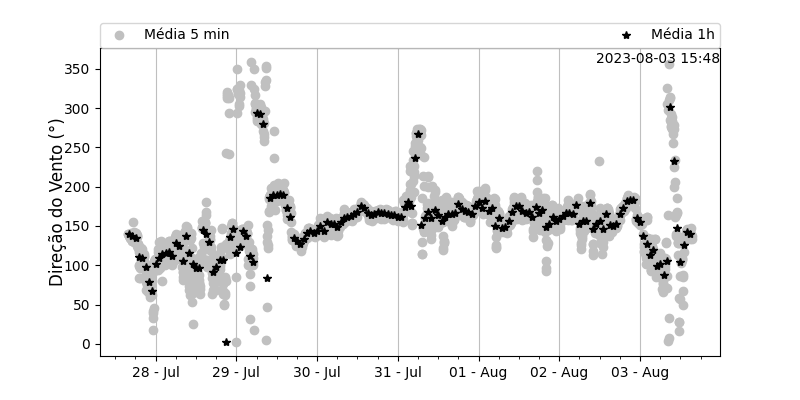 Média 5 min
Média 1h
2023-08-03 15:48
Direção do Vento (°)
350
300
250
200
150
100
50
0
28 - Jul
29 - Jul
30 - Jul
31 - Jul
01 - Aug
02 - Aug
03 - Aug